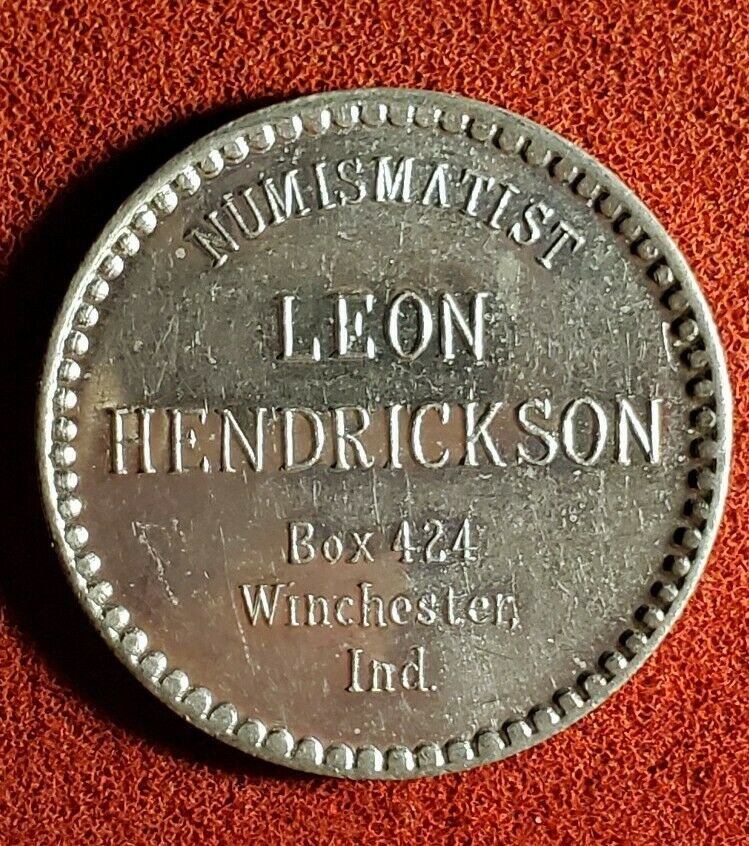 NUMISMATIST
LEON
HENDRICKSON
Box 424
Winchester,
Ind.